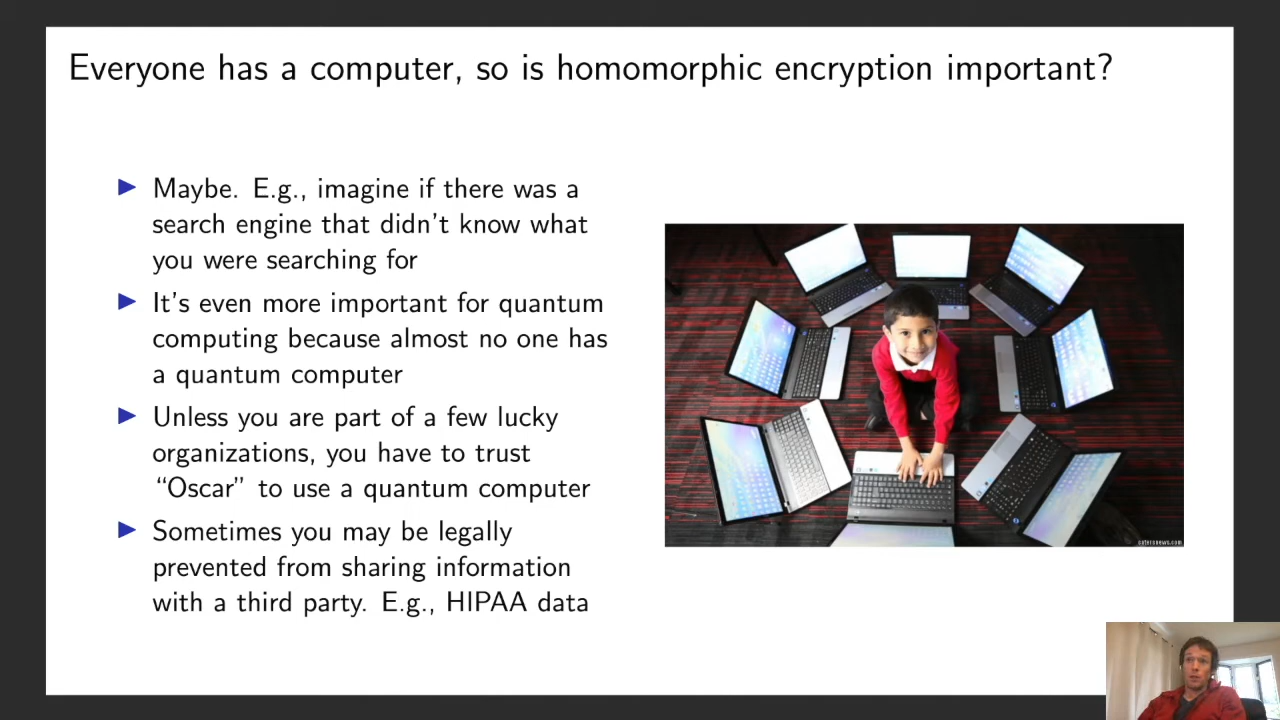 Everyone has a computer, so is homomorphic encryption important?
Maybe. E.g., imagine if there was a
search engine that didn't know what
you were searching for
It's even more important for quantum
computing because almost no one has
a quantum computer
Unless you are part of a few lucky
organizations, you have to trust
“Oscar” to use a quantum computer
Sometimes you may be legally
prevented from sharing information
with a third party. E.g., HIPAA data